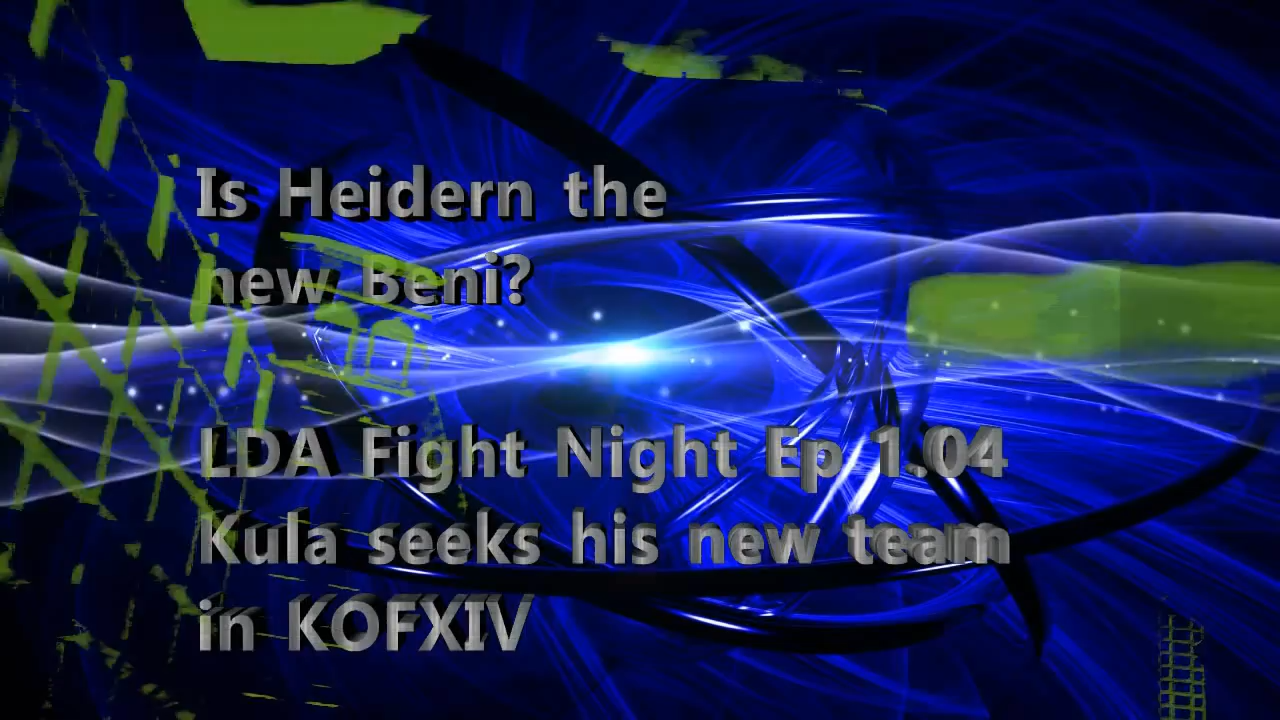 Is Heidern the
new Beni?
LDA Fight Night Ep 1.04
Kula seeks his new team
in KOFXIV